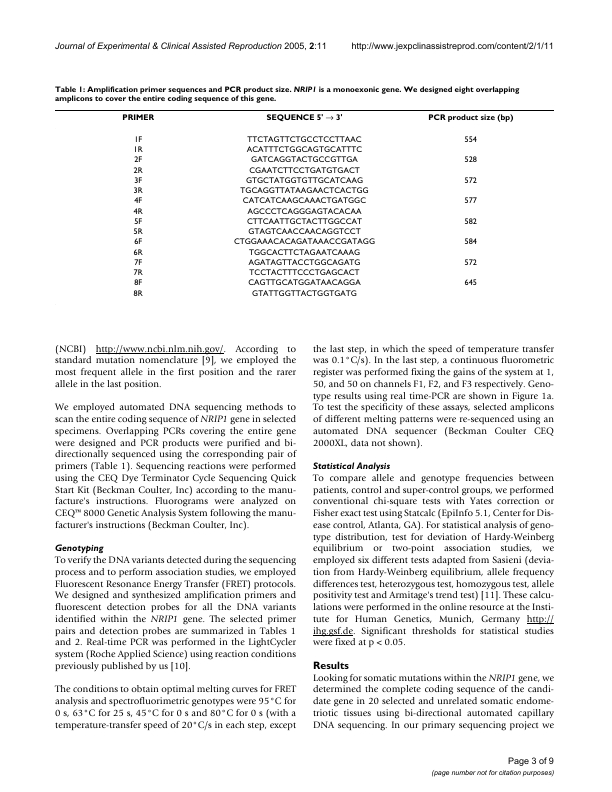 Journal of Experimental & Clinical Assisted Reproduction 2005, 2:11 http://www.jexpclinassistreprod.com/content/2/1/11
Table 1: Amplification primer sequences and PCR product size. NRIP1 is a monoexonic gene. We designed eight overlapping
amplicons to cover the entire coding sequence of this gene.
PRIMER SEQUENCE 5' → 3' PCR product size (bp)
1F TTCTAGTTCTGCCTCCTTAAC 554
1R ACATTTCTGGCAGTGCATTTC
2F GATCAGGTACTGCCGTTGA 528
2R CGAATCTTCCTGATGTGACT
3F GTGCTATGGTGTTGCATCAAG 572
3R TGCAGGTTATAAGAACTCACTGG
4F CATCATCAAGCAAACTGATGGC 577
4R AGCCCTCAGGGAGTACACAA
5F CTTCAATTGCTACTTGGCCAT 582
5R GTAGTCAACCAACAGGTCCT
6F CTGGAAACACAGATAAACCGATAGG 584
6R TGGCACTTCTAGAATCAAAG
7F AGATAGTTACCTGGCAGATG 572
7R TCCTACTTTCCCTGAGCACT
8F CAGTTGCATGGATAACAGGA 645
8R GTATTGGTTACTGGTGATG
(NCBI) http://www.ncbi.nlm.nih.gov/. According to
standard mutation nomenclature [9], we employed the
most frequent allele in the first position and the rarer
allele in the last position.
We employed automated DNA sequencing methods to
scan the entire coding sequence of NRIP1 gene in selected
specimens. Overlapping PCRs covering the entire gene
were designed and PCR products were purified and bi-
directionally sequenced using the corresponding pair of
primers (Table 1). Sequencing reactions were performed
using the CEQ Dye Terminator Cycle Sequencing Quick
Start Kit (Beckman Coulter, Inc) according to the manu-
facture's instructions. Fluorograms were analyzed on
CEQ™ 8000 Genetic Analysis System following the manu-
facturer's instructions (Beckman Coulter, Inc).
Genotyping
To verify the DNA variants detected during the sequencing
process and to perform association studies, we employed
Fluorescent Resonance Energy Transfer (FRET) protocols.
We designed and synthesized amplification primers and
fluorescent detection probes for all the DNA variants
identified within the NRIP1 gene. The selected primer
pairs and detection probes are summarized in Tables 1
and 2. Real-time PCR was performed in the LightCycler
system (Roche Applied Science) using reaction conditions
previously published by us [10].
The conditions to obtain optimal melting curves for FRET
analysis and spectrofluorimetric genotypes were 95°C for
0 s, 63°C for 25 s, 45°C for 0 s and 80°C for 0 s (with a
temperature-transfer speed of 20°C/s in each step, except
the last step, in which the speed of temperature transfer
was 0.1°C/s). In the last step, a continuous fluorometric
register was performed fixing the gains of the system at 1,
50, and 50 on channels F1, F2, and F3 respectively. Geno-
type results using real time-PCR are shown in Figure 1a.
To test the specificity of these assays, selected amplicons
of different melting patterns were re-sequenced using an
automated DNA sequencer (Beckman Coulter CEQ
2000XL, data not shown).
Statistical Analysis
To compare allele and genotype frequencies between
patients, control and super-control groups, we performed
conventional chi-square tests with Yates correction or
Fisher exact test using Statcalc (EpiInfo 5.1, Center for Dis-
ease control, Atlanta, GA). For statistical analysis of geno-
type distribution, test for deviation of Hardy-Weinberg
equilibrium or two-point association studies, we
employed six different tests adapted from Sasieni (devia-
tion from Hardy-Weinberg equilibrium, allele frequency
differences test, heterozygous test, homozygous test, allele
positivity test and Armitage's trend test) [11]. These calcu-
lations were performed in the online resource at the Insti-
tute for Human Genetics, Munich, Germany http://
ihg.gsf.de. Significant thresholds for statistical studies
were fixed at p < 0.05.
Results
Looking for somatic mutations within the NRIP1 gene, we
determined the complete coding sequence of the candi-
date gene in 20 selected and unrelated somatic endome-
triotic tissues using bi-directional automated capillary
DNA sequencing. In our primary sequencing project we
Page 3 of 9
(page number not for citation purposes)